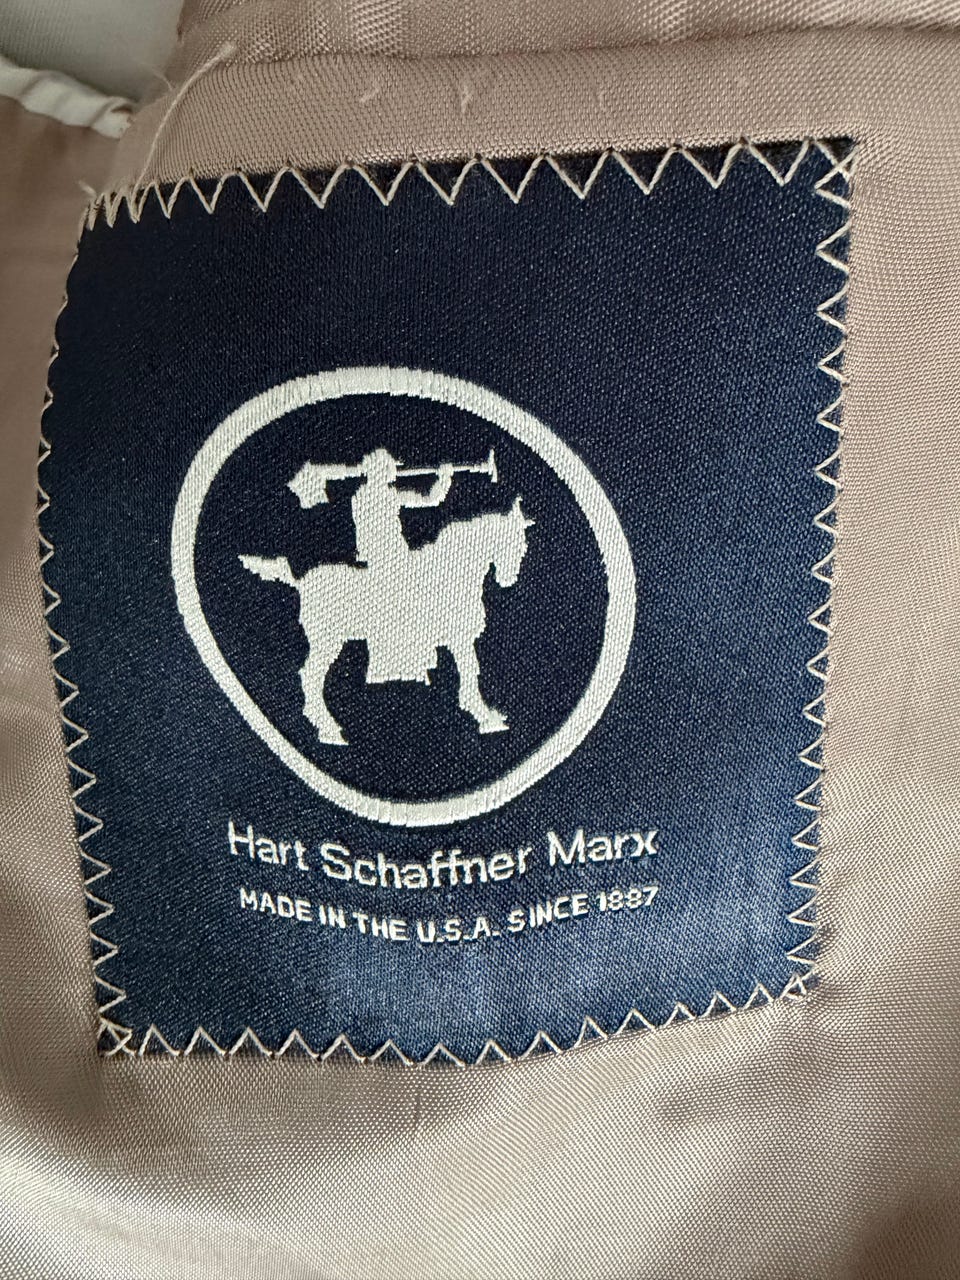 Hart Schaffner Marx
MADE IN THE U.S.A. SINCE 1887